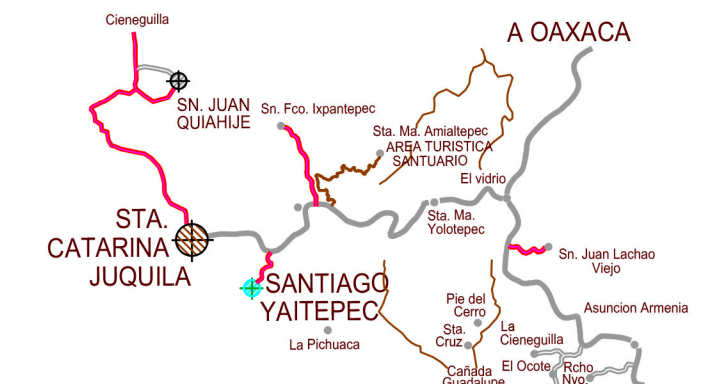 Cieneguilla
A OAXACA
SN. JUAN
QUIAHIJE
Sn. Fco. Ixpantepec
Sta. Ma. Amialtepec
AREA TURISTICA
SANTUARIO
El vidrio
STA.
CATARINA
JUQUILA
Sta. Ma.
Yolotepec
Sn. Juan Lachao
Viejo
SANTIAGO
YAITEPEC
Pie del
Cerro
Asuncion Armenia
La Pichuaca
Sta.
Cruz
La
Cieneguilla
El Ocote
Rcho
Nvo.
Cañada
Guadalupe